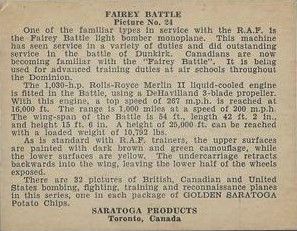 FAIREY BATTLE
Picture No. 24
One of the familiar types in service with the R.A.F. is
the Fairey Battle light bomber monoplane. This machine
has seen service in a variety of duties and did outstanding
service in the battle of Dunkirk. Canadians are now
becoming familiar with the "Fairey Battle". It is being
used for advanced training duties at air schools throughout
the Dominion.
The 1,030-h.p. Rolls-Royce Merlin II liquid-cooled engine
is fitted in the Battle, using a DeHavilland 3-blade propeller.
With this engine, a top speed of 267 m.p.h. is reached at
16,000 ft. The range is 1,000 miles at a speed of 200 m.p.h.
The wing-span of the Battle is 54 ft., length 42 ft. 2 in.,
and height 15 ft. 6 in. A height of 25,000 ft. can be reached
with a loaded weight of 10,792 lbs.
As is standard with R.A.F. trainers, the upper surfaces
are painted with dark brown and green camouflage, while
the lower surfaces are yellow. The undercarriage retracts
backwards into the wing, leaving the lower half of the wheels
exposed.
There are 32 pictures of British, Canadian and United
States bombing, fighting, training and reconnaissance planes
in this series, one in each package of GOLDEN SARATOGA
Potato Chips.
SARATOGA PRODUCTS
Toronto, Canada